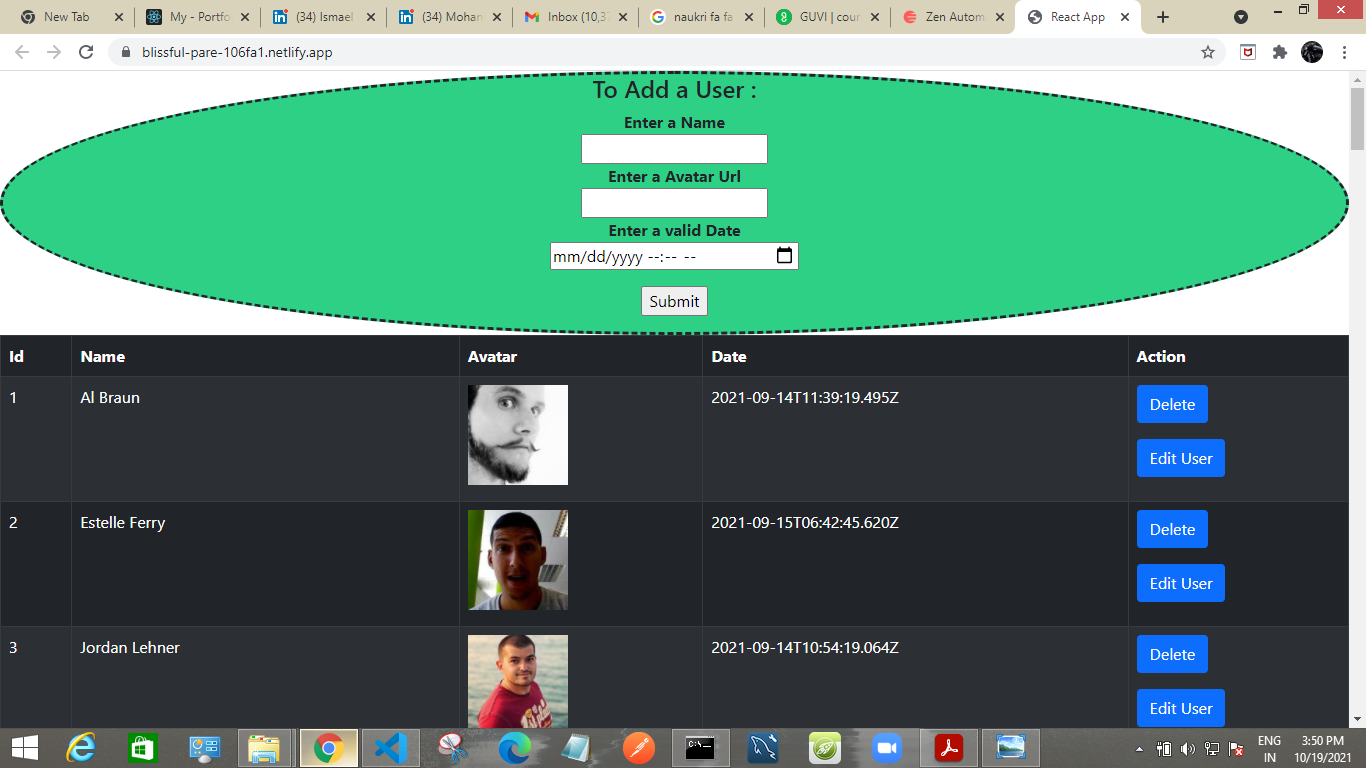 New Tab
My - Portfo
(34) Ismael
(34) Mohan
Inbox (10,37
naukri fa fa
GUVI | cour
Zen Autom
React App
blissful-pare-106fa1.netlify.app
To Add a User :
Enter a Name
Enter a Avatar Url
Enter a valid Date
mm/dd/yyyy --:-- --
Submit
Id Name Avatar Date Action
1 Al Braun 2021-09-14T11:39:19.495Z Delete
Edit User
2 Estelle Ferry 2021-09-15T06:42:45.620Z Delete
Edit User
3 Jordan Lehner 2021-09-14T10:54:19.064Z Delete
Edit User
ENG 3:50 PM
IN 10/19/2021